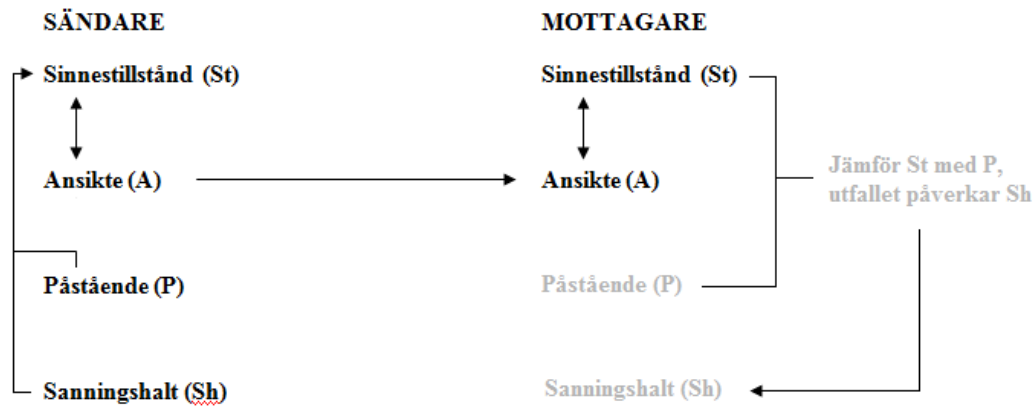 SÄNDARE
MOTTAGARE
Sinnestillstånd (St)
Sinnestillstånd (St)
Ansikte (A)
Ansikte (A)
Jämför St med P,
utfallet påverkar Sh
Påstående (P)
Påstående (P)
Sanningshalt (Sh)
Sanningshalt (Sh)